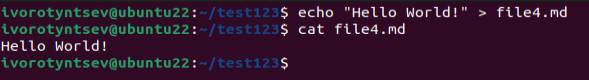 ivorotyntsev@ubuntu22:~/test123$ echo "Hello World!" > file4.md
ivorotyntsev@ubuntu22:~/test123$ cat file4.md
Hello World!
ivorotyntsev@ubuntu22:~/test123$